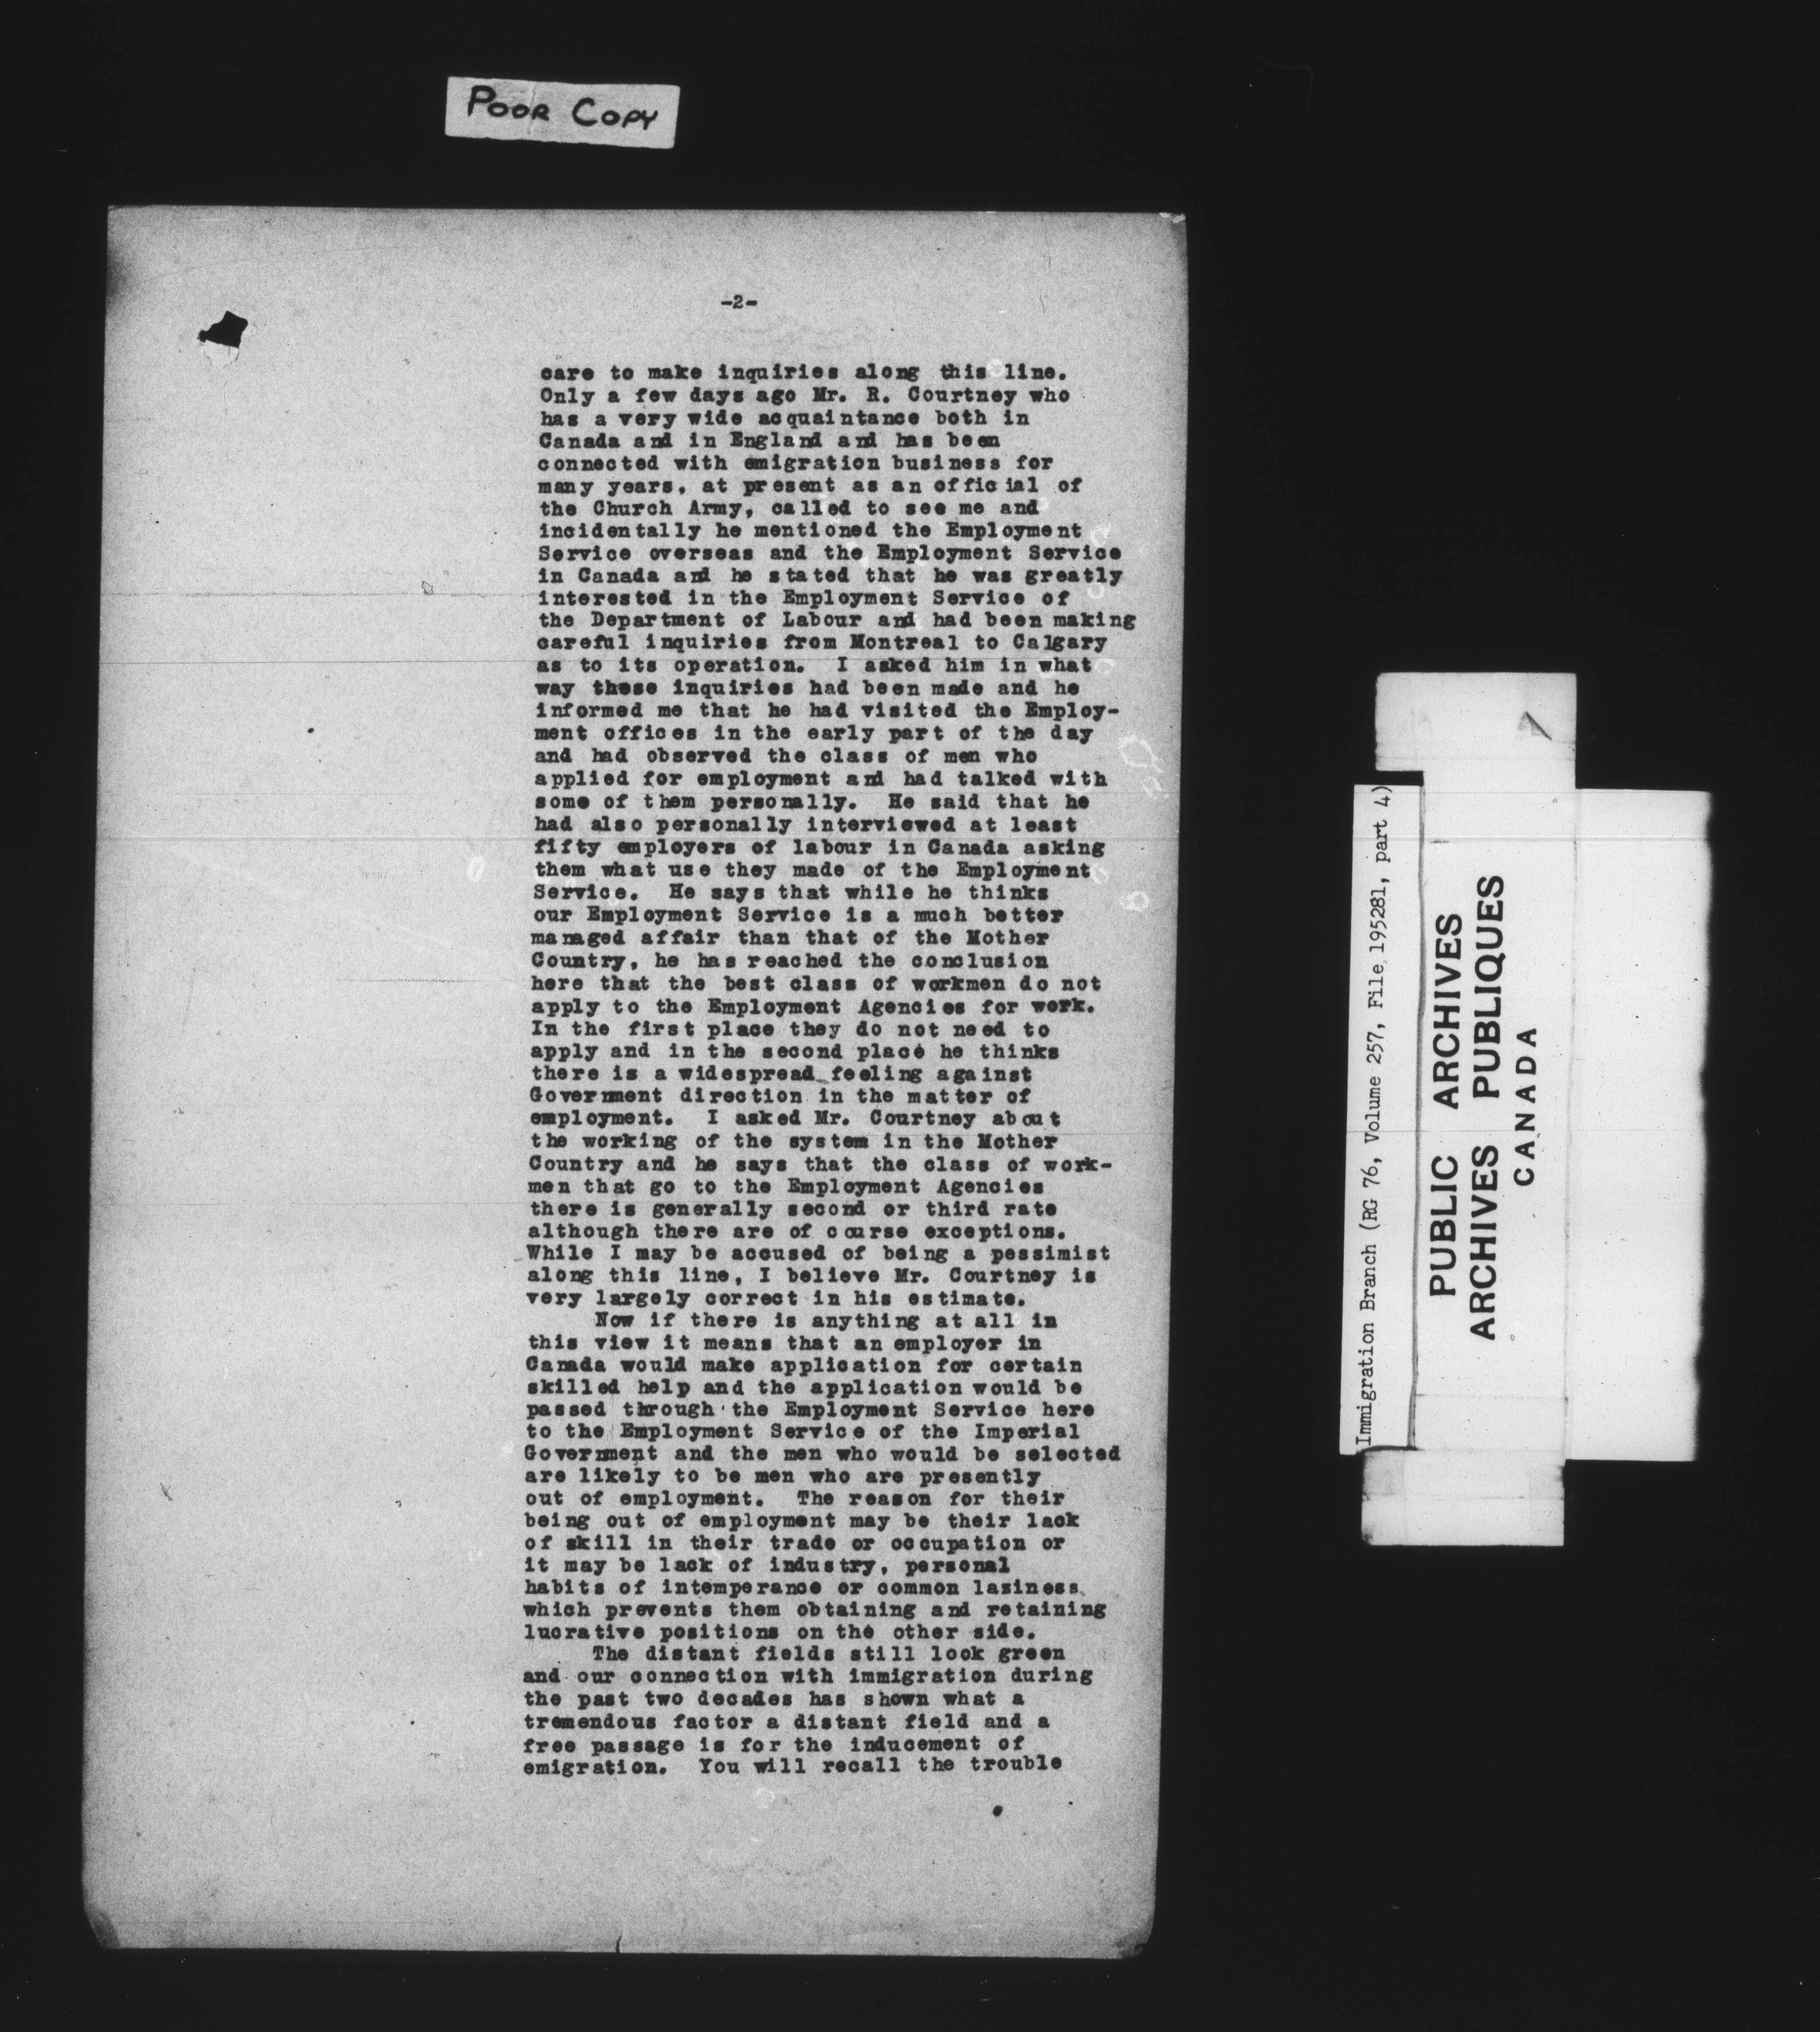 POOR COPY
-2-
care to make inquiries along this line.
Only a few days ago Mr. R. Courtney who
has a very wide acquaintance both in
Canada and in England and has been
connected with emigration business for
many years, at present as an official of
the Church Army, called to see me and
incidentally he mentioned the Employment
Service overseas and the Employment Service
in Canada and he stated that he was greatly
interested in the Employment Service of
the Department of Labour and had been making
careful inquiries from Montreal to Calgary
as to its operation. I asked him in what
way these inquiries had been made and he
informed me that he had visited the Employ-
ment offices in the early part of the day
and had observed the class of men who
applied for employment and had talked with
some of them personally. He said that he
had also personally interviewed at least
fifty employers of labour in Canada asking
them what use they made of the Employment
Service. He says that while he thinks
our Employment Service is a much better
managed affair than that of the Mother
Country, he has reached the conclusion
here that the best class of workmen do not
apply to the Employment Agencies for work.
In the first place they do not need to
apply and in the second place he thinks
there is a widespread feeling against
Government direction in the matter of
employment. I asked Mr. Courtney about
the working of the system in the Mother
Country and he says that the class of work-
men that go to the Employment Agencies
there is generally second or third rate
although there are of course exceptions.
While I may be accused of being a pessimist
along this line, I believe Mr. Courtney is
very largely correct in his estimate.
Now if there is anything at all in
this view it means that an employer in
Canada would make application for certain
skilled help and the application would be
passed through the Employment Service here
to the Employment Service of the Imperial
Government and the men who would be selected
are likely to be men who are presently
out of employment. The reason for their
being out of employment may be their lack
of skill in their trade or occupation or
it may be lack of industry, personal
habits of intemperance or common laziness
which prevents them obtaining and retaining
lucrative positions on the other side.
The distant fields still look green
and our connection with immigration during
the past two decades has shown what a
tremendous factor a distant field and a
free passage is for the inducement of
emigration. You will recall the trouble
Immigration Branch (RG 76, Volume 257, File 195281, part 4)
PUBLIC ARCHIVES
ARCHIVES PUBLIQUES
CANADA